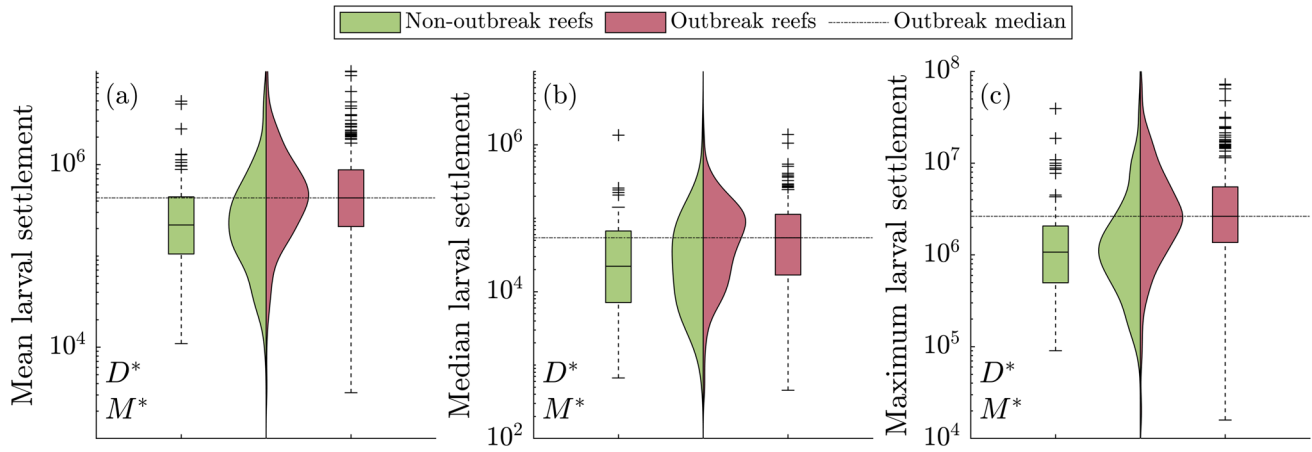 Non-outbreak reefs Outbreak reefs Outbreak median
(a)
Mean larval settlement
10^6
10^4
D*
M*
(b)
Median larval settlement
10^6
10^4
10^2
D*
M*
(c)
Maximum larval settlement
10^8
10^7
10^6
10^5
10^4
D*
M*